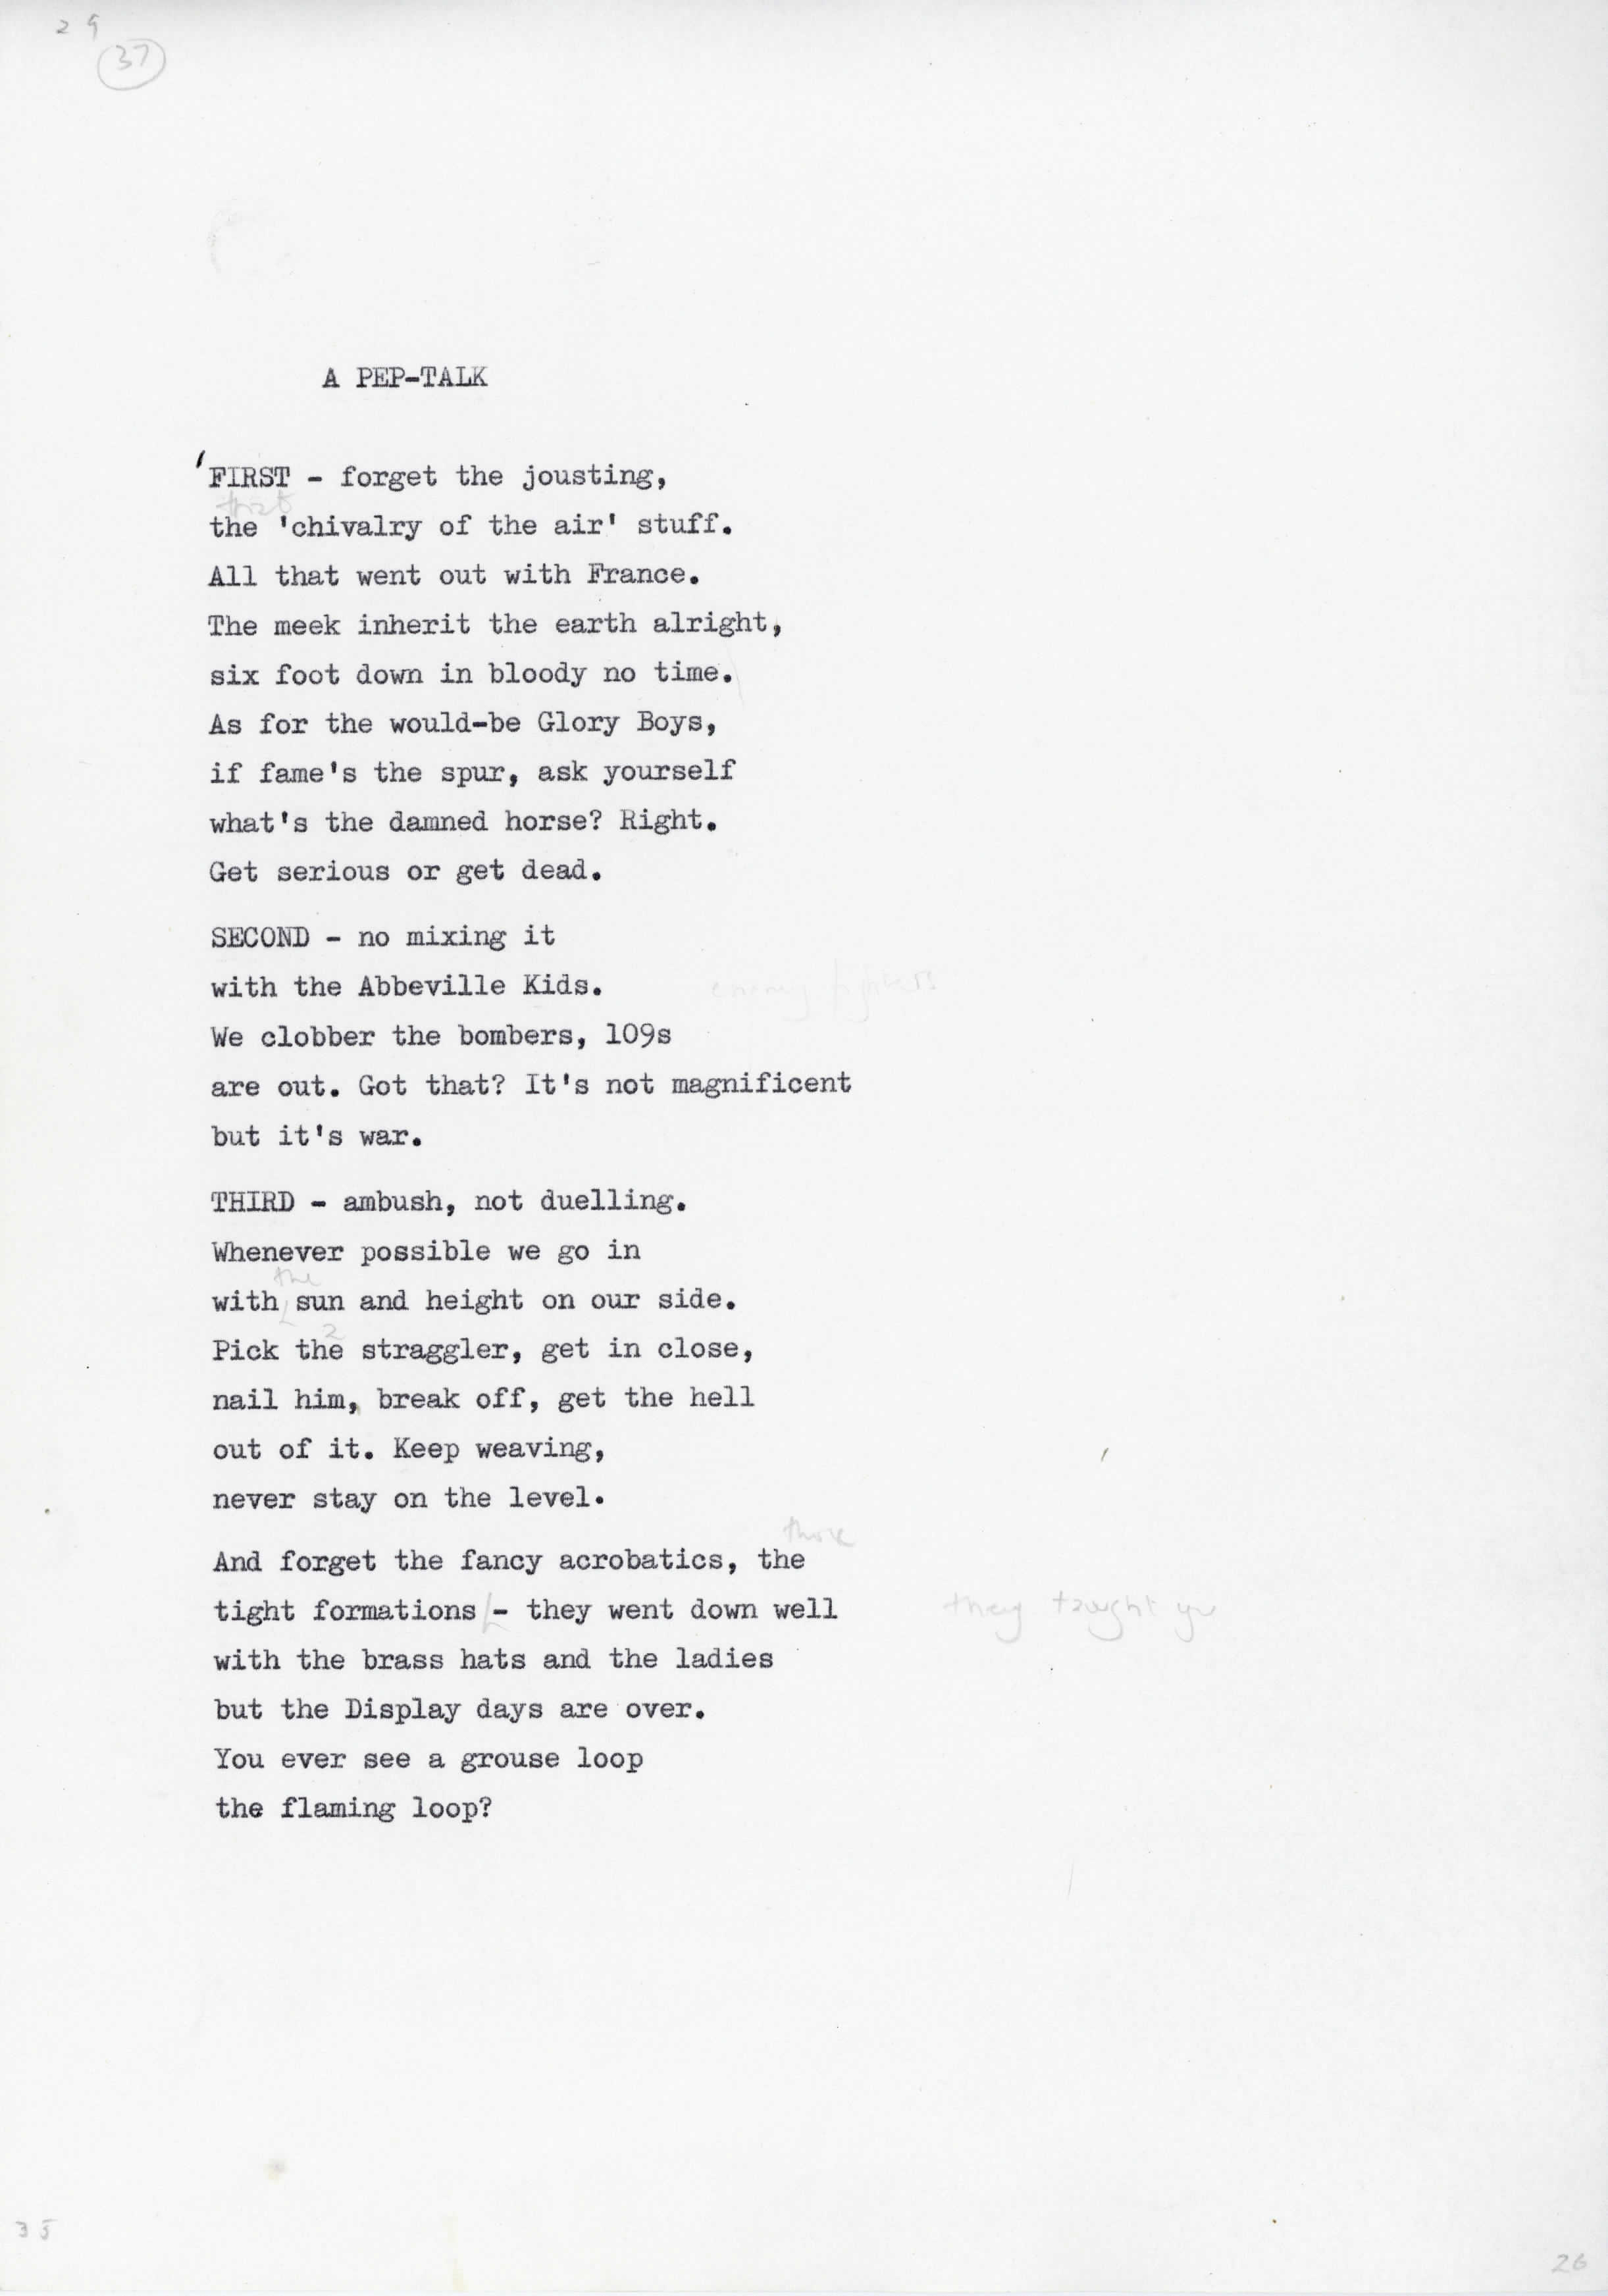 29
37
A PEP-TALK
'FIRST - forget the jousting,
that
the 'chivalry of the air' stuff.
All that went out with France.
The meek inherit the earth alright,
six foot down in bloody no time.
As for the would-be Glory Boys,
if fame's the spur, ask yourself
what's the damned horse? Right.
Get serious or get dead.
SECOND - no mixing it
with the Abbeville Kids. enemy fighters
We clobber the bombers, 109s
are out. Got that? It's not magnificent
but it's war.
THIRD - ambush, not duelling.
Whenever possible we go in
the
with sun and height on our side.
a
Pick the straggler, get in close,
nail him, break off, get the hell
out of it. Keep weaving,
never stay on the level.
those
And forget the fancy acrobatics, the
tight formations - they went down well they taught you
with the brass hats and the ladies
but the Display days are over.
You ever see a grouse loop
the flaming loop?
35
26